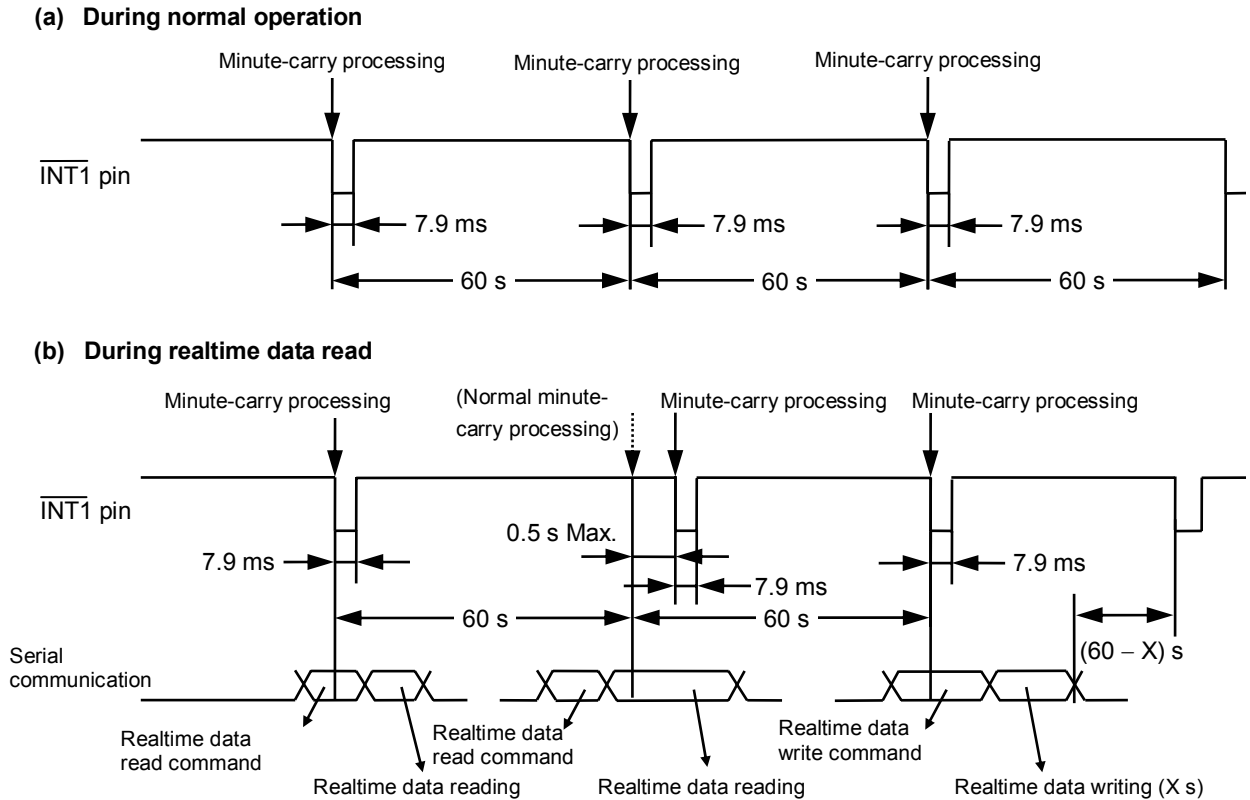 (a) During normal operation
Minute-carry processing
Minute-carry processing
Minute-carry processing
INT1 pin
7.9 ms
7.9 ms
7.9 ms
60 s
60 s
60 s
(b) During realtime data read
Minute-carry processing
(Normal minute-
carry processing)
Minute-carry processing
Minute-carry processing
INT1 pin
0.5 s Max.
7.9 ms
7.9 ms
7.9 ms
60 s
60 s
(60 − X) s
Serial
communication
Realtime data
read command
Realtime data reading
Realtime data
read command
Realtime data reading
Realtime data
write command
Realtime data writing (X s)